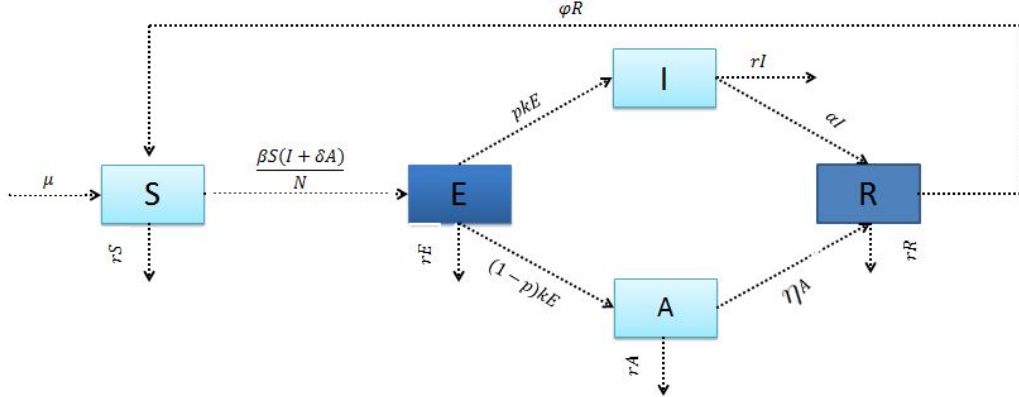 φR
I
rI
pkE
αI
βS(I + δA)
N
μ
S
E
R
rS
rE
(1−p)kE
ηA
rR
A
rA